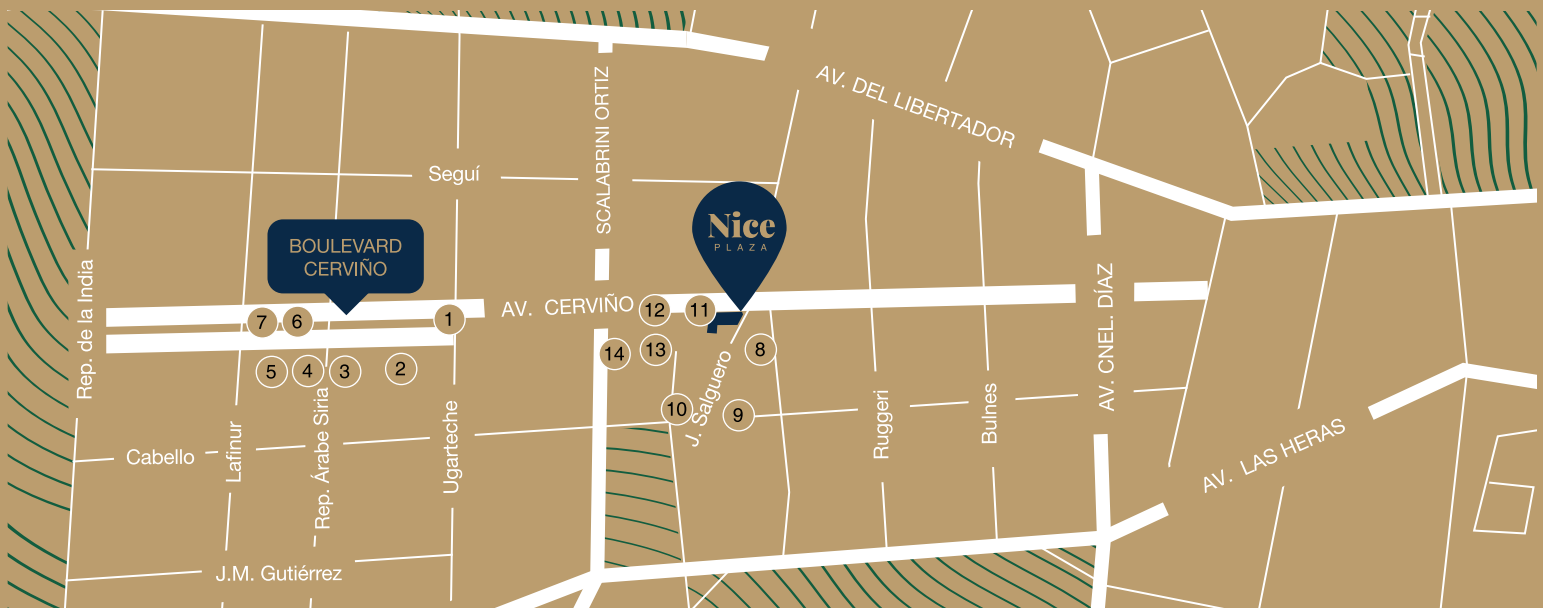 AV. DEL LIBERTADOR
SCALABRINI ORTIZ
Seguí
Nice
PLAZA
BOULEVARD
CERVIÑO
Rep. de la India
AV. CERVIÑO
AV. CNEL. DÍAZ
7
6
1
12
11
14
13
8
5
4
3
2
10
J. Salguero
9
Ruggeri
Bulnes
Cabello
Lafinur
Rep. Árabe Siria
Ugarteche
AV. LAS HERAS
J.M. Gutiérrez